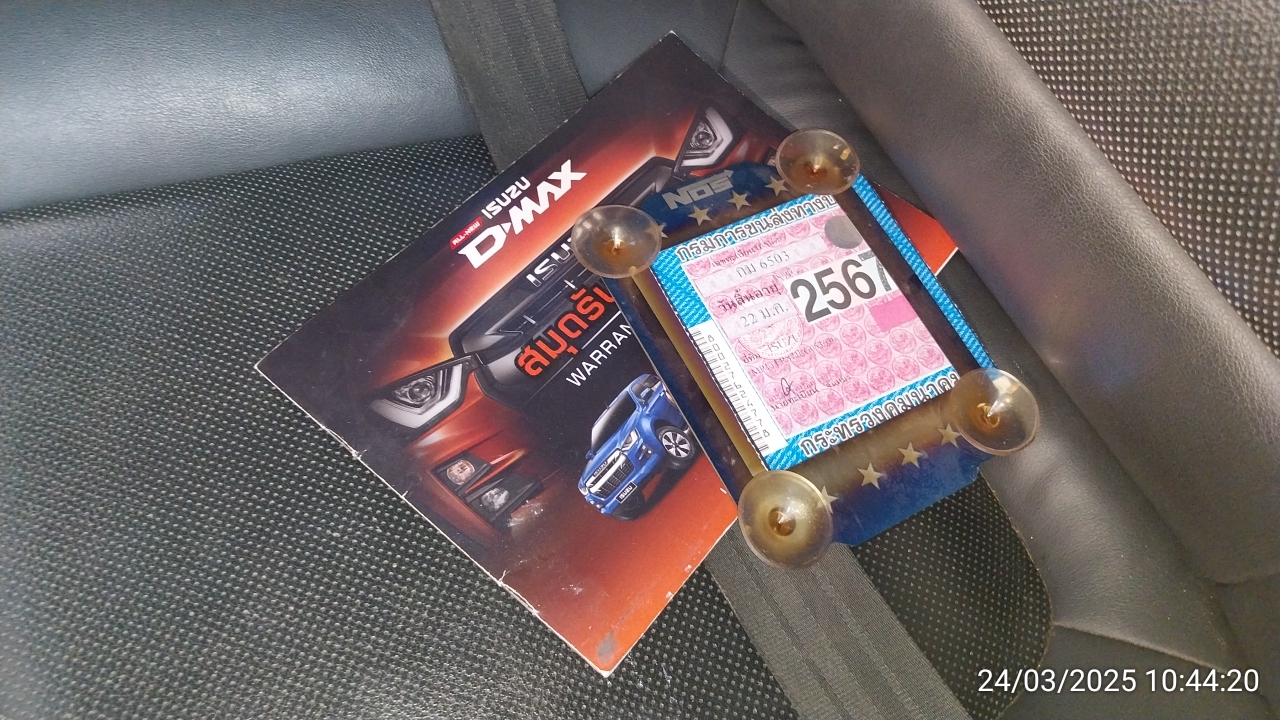 ALL-NEW ISUZU
D-MAX
ISUZU
สมุดรับ
WARRAN
NOS
กรมการขนส่งทางบ
กม 6503
2567
วันสิ้นอายุ
22 ม.ค.
ISUZU
กระทรวงคมนาคม
24/03/2025 10:44:20